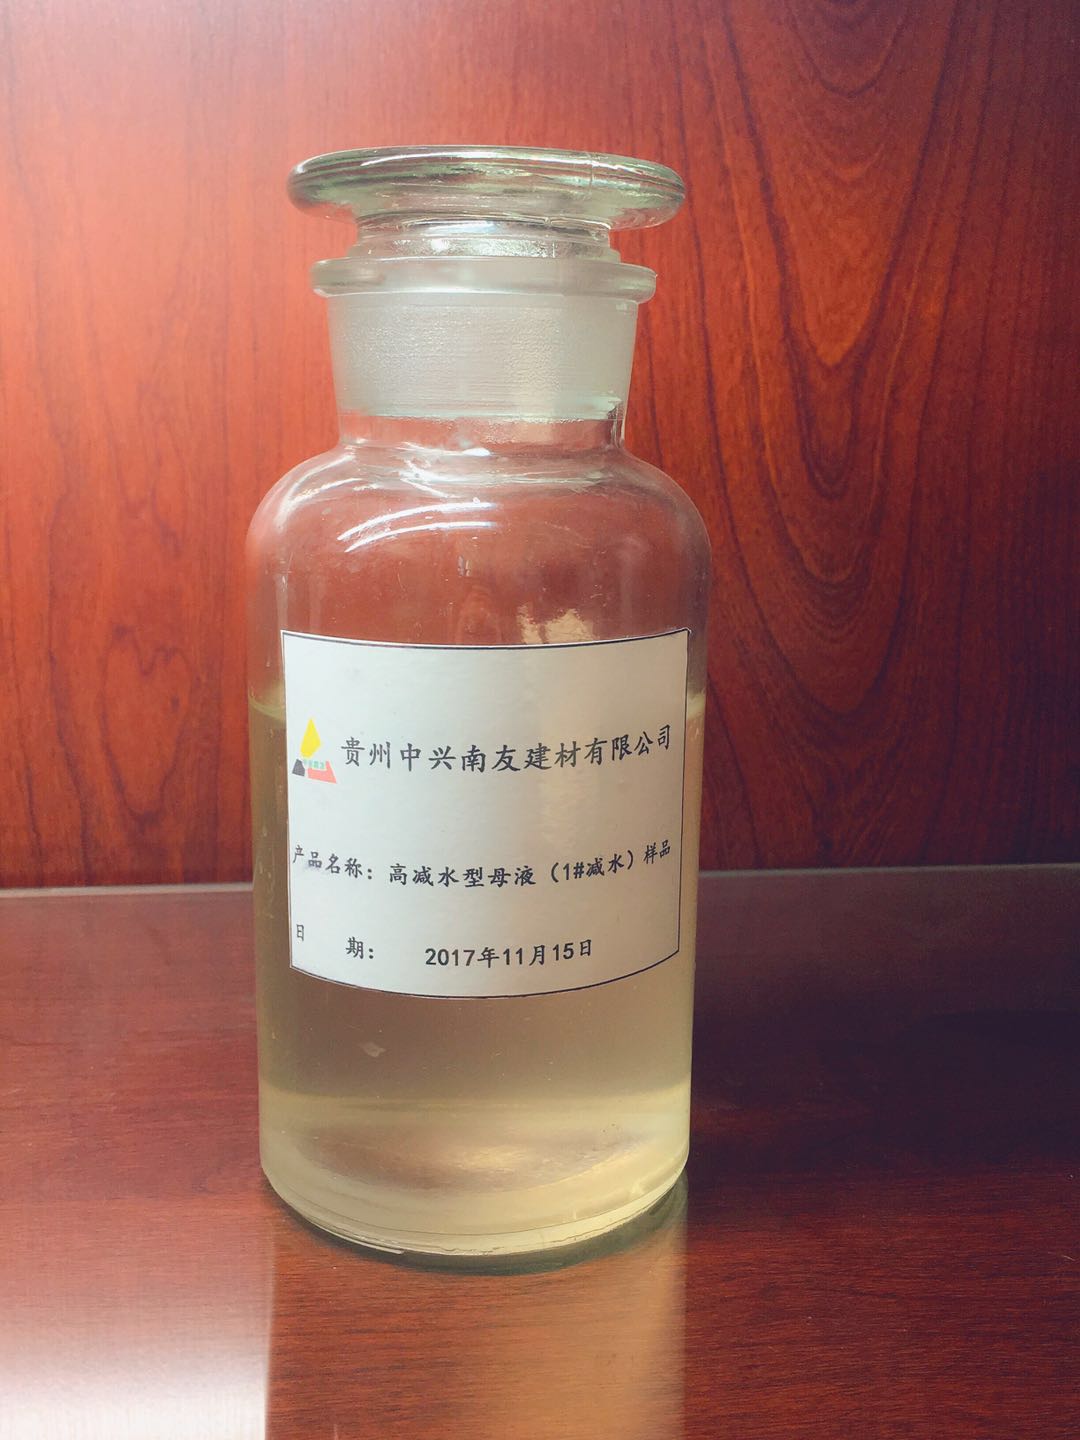 贵州中兴南友建材有限公司
产品名称：高减水型母液（1#减水）样品
日 期： 2017年11月15日